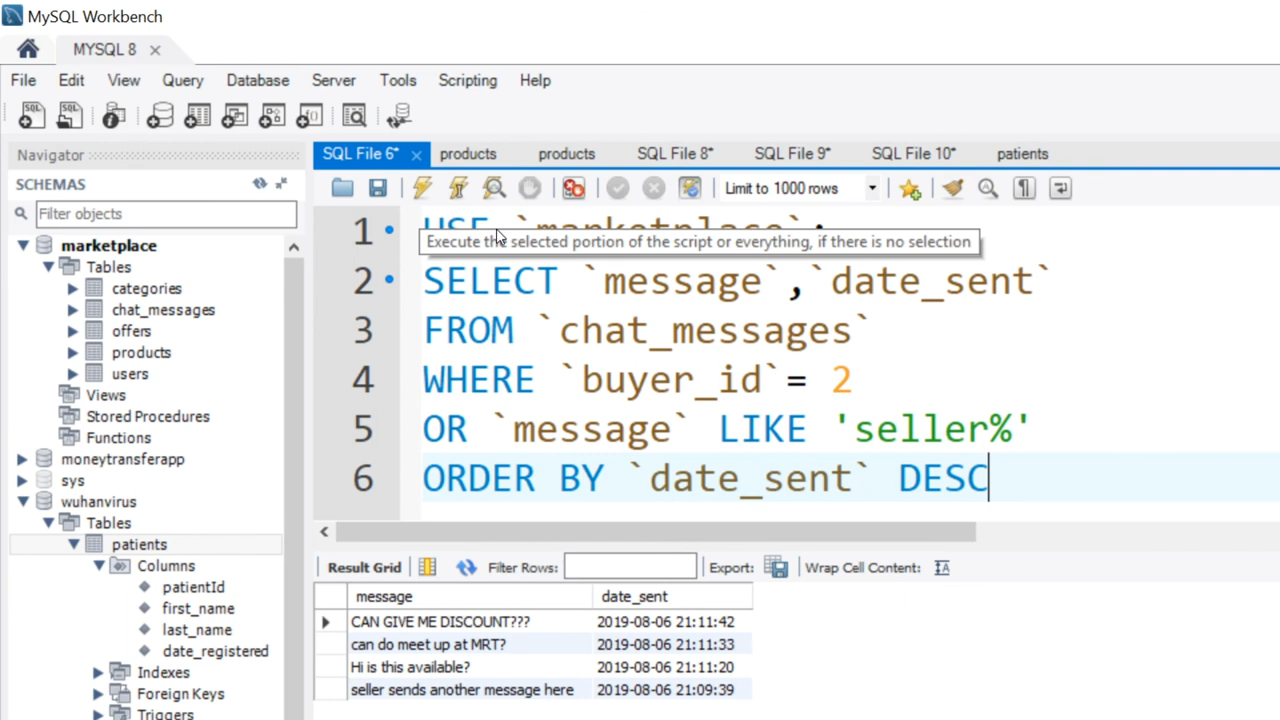 MySQL Workbench
MYSQL 8
File Edit View Query Database Server Tools Scripting Help
Navigator
SCHEMAS
Filter objects
marketplace
Tables
categories
chat_messages
offers
products
users
Views
Stored Procedures
Functions
moneytransferapp
sys
wuhanvirus
Tables
patients
Columns
patientId
first_name
last_name
date_registered
Indexes
Foreign Keys
Triggers
SQL File 6* products products SQL File 8* SQL File 9* SQL File 10* patients
Limit to 1000 rows
1 USE `marketplace`;
Execute the selected portion of the script or everything, if there is no selection
2 SELECT `message`,`date_sent`
3 FROM `chat_messages`
4 WHERE `buyer_id`= 2
5 OR `message` LIKE 'seller%'
6 ORDER BY `date_sent` DESC
Result Grid Filter Rows: Export: Wrap Cell Content:
message date_sent
CAN GIVE ME DISCOUNT??? 2019-08-06 21:11:42
can do meet up at MRT? 2019-08-06 21:11:33
Hi is this available? 2019-08-06 21:11:20
seller sends another message here 2019-08-06 21:09:39